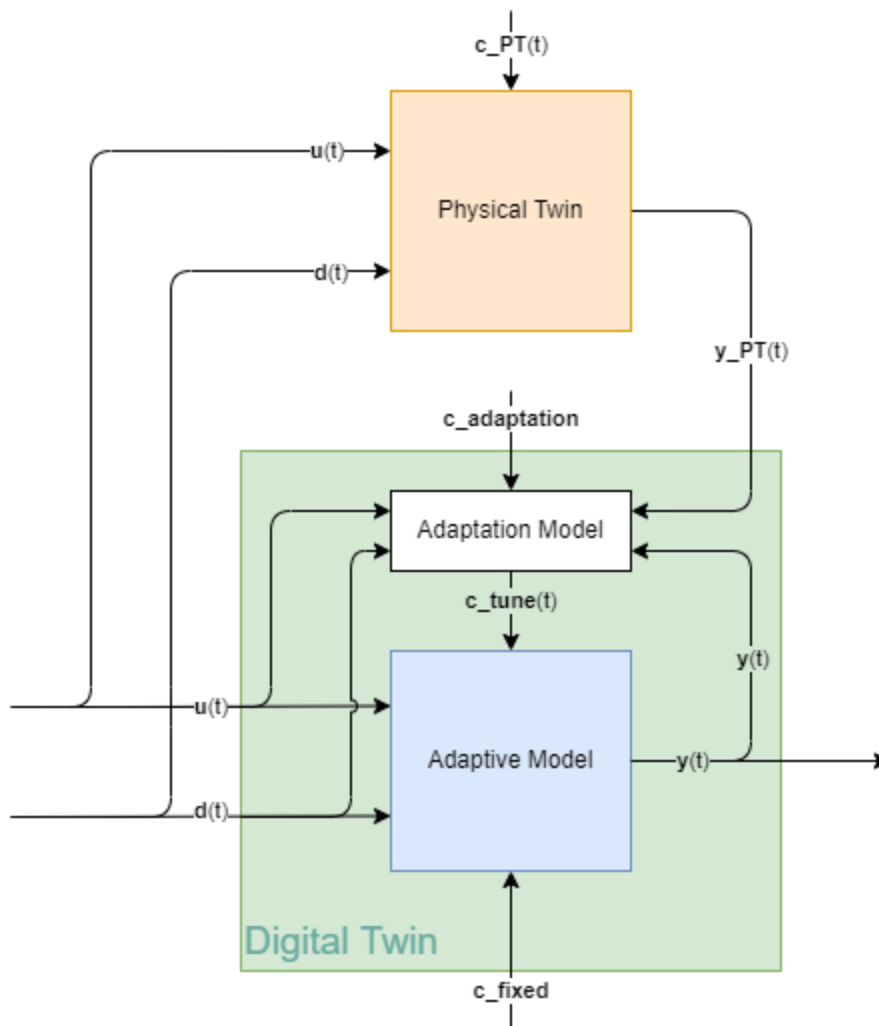 c_PT(t)
u(t)
Physical Twin
d(t)
y_PT(t)
c_adaptation
Adaptation Model
c_tune(t)
y(t)
u(t)
Adaptive Model
y(t)
d(t)
Digital Twin
c_fixed